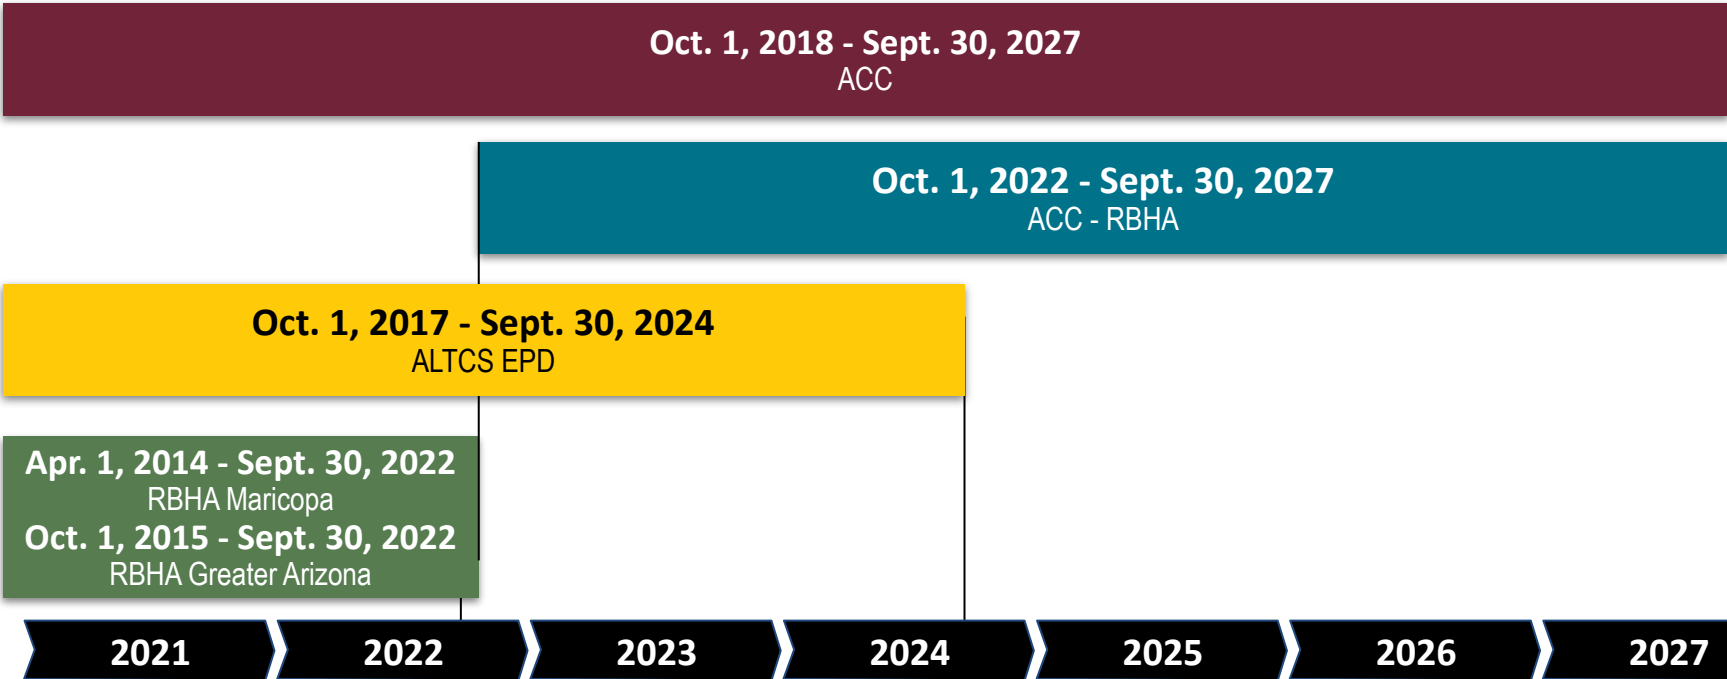 Oct. 1, 2018 - Sept. 30, 2027
ACC
Oct. 1, 2022 - Sept. 30, 2027
ACC - RBHA
Oct. 1, 2017 - Sept. 30, 2024
ALTCS EPD
Apr. 1, 2014 - Sept. 30, 2022
RBHA Maricopa
Oct. 1, 2015 - Sept. 30, 2022
RBHA Greater Arizona
2021 2022 2023 2024 2025 2026 2027